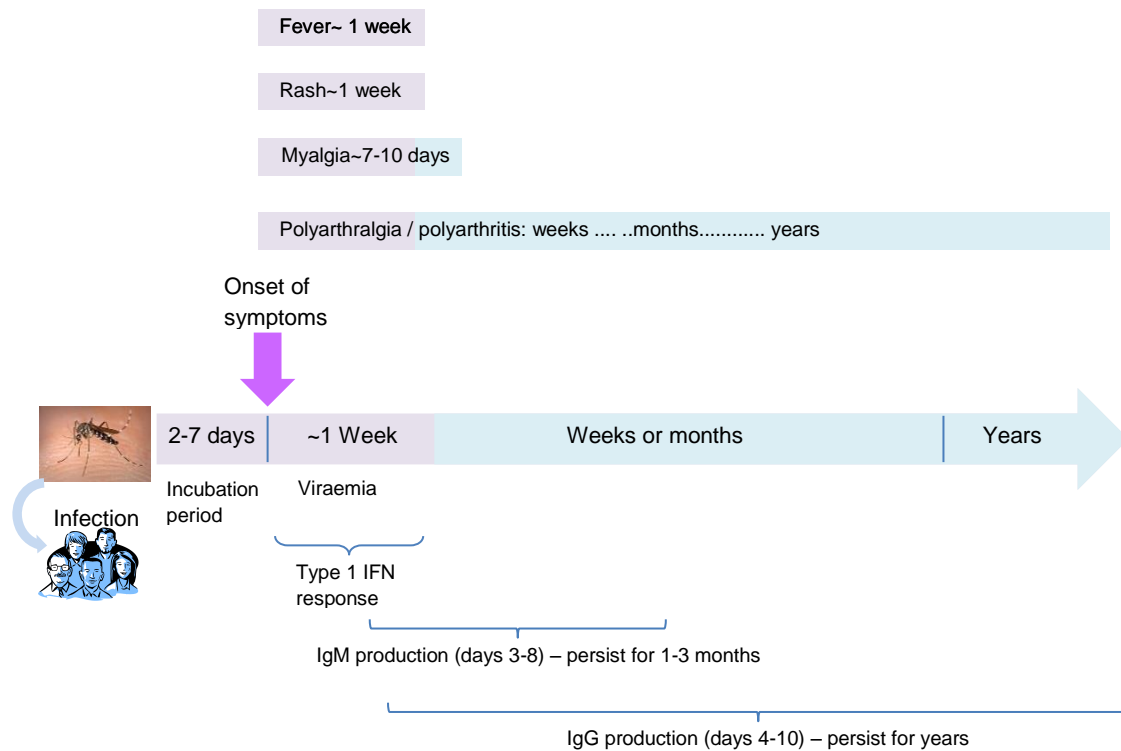 Fever~ 1 week
Rash~1 week
Myalgia~7-10 days
Polyarthralgia / polyarthritis: weeks .... ..months............ years
Onset of
symptoms
2-7 days
~1 Week
Weeks or months
Years
Incubation
period
Viraemia
Infection
Type 1 IFN
response
IgM production (days 3-8) – persist for 1-3 months
IgG production (days 4-10) – persist for years